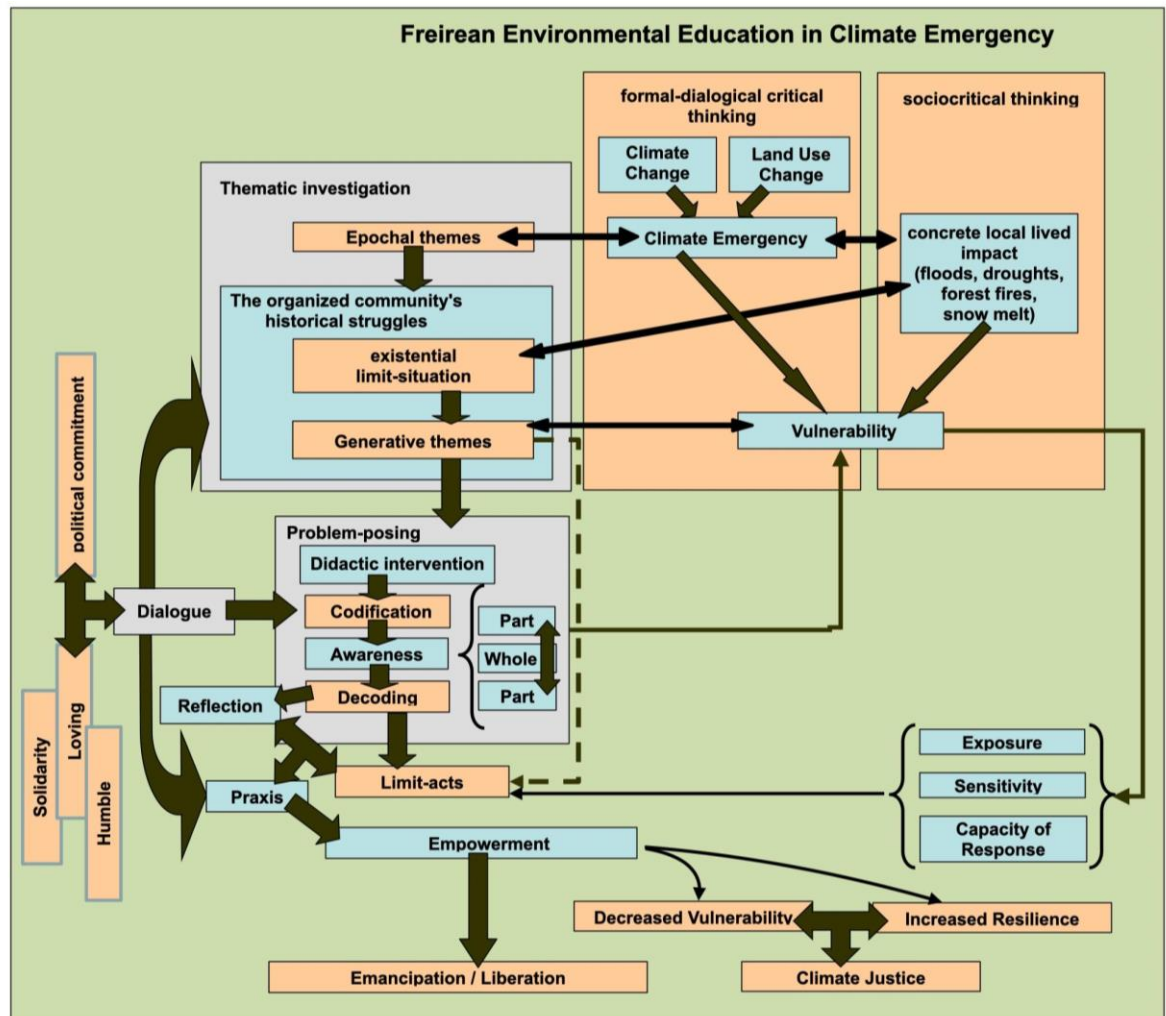 Freirean Environmental Education in Climate Emergency
formal-dialogical critical
thinking
sociocritical thinking
Climate
Change
Land Use
Change
Thematic investigation
Epochal themes
Climate Emergency
concrete local lived
impact
(floods, droughts,
forest fires,
snow melt)
The organized community's
historical struggles
existential
limit-situation
Generative themes
Vulnerability
political commitment
Problem-posing
Didactic intervention
Codification
Part
Dialogue
Awareness
Whole
Decoding
Part
Reflection
Solidarity
Loving
Humble
Limit-acts
Praxis
Exposure
Sensitivity
Capacity of
Response
Empowerment
Decreased Vulnerability
Increased Resilience
Emancipation / Liberation
Climate Justice